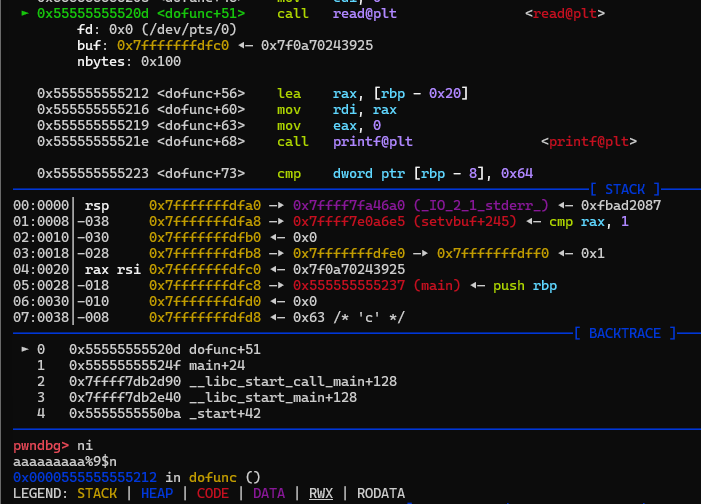 ► 0x55555555520d <dofunc+51>    call   read@plt                <read@plt>
fd: 0x0 (/dev/pts/0)
buf: 0x7fffffffdfc0 ◂— 0x7f0a70243925
nbytes: 0x100
0x555555555212 <dofunc+56>    lea    rax, [rbp - 0x20]
0x555555555216 <dofunc+60>    mov    rdi, rax
0x555555555219 <dofunc+63>    mov    eax, 0
0x55555555521e <dofunc+68>    call   printf@plt                <printf@plt>
0x555555555223 <dofunc+73>    cmp    dword ptr [rbp - 8], 0x64
[ STACK ]
00:0000│ rsp     0x7fffffffdfa0 —▸ 0x7ffff7fa46a0 (_IO_2_1_stderr_) ◂— 0xfbad2087
01:0008│-038     0x7fffffffdfa8 —▸ 0x7ffff7e0a6e5 (setvbuf+245) ◂— cmp rax, 1
02:0010│-030     0x7fffffffdfb0 ◂— 0x0
03:0018│-028     0x7fffffffdfb8 —▸ 0x7fffffffdfe0 —▸ 0x7fffffffdff0 ◂— 0x1
04:0020│ rax rsi 0x7fffffffdfc0 ◂— 0x7f0a70243925
05:0028│-018     0x7fffffffdfc8 —▸ 0x555555555237 (main) ◂— push rbp
06:0030│-010     0x7fffffffdfd0 ◂— 0x0
07:0038│-008     0x7fffffffdfd8 ◂— 0x63 /* 'c' */
[ BACKTRACE ]
► 0   0x55555555520d dofunc+51
1   0x55555555524f main+24
2   0x7ffff7db2d90 __libc_start_call_main+128
3   0x7ffff7db2e40 __libc_start_main+128
4   0x5555555550ba _start+42
pwndbg> ni
aaaaaaaaa%9$n
0x0000555555555212 in dofunc ()
LEGEND: STACK | HEAP | CODE | DATA | RWX | RODATA